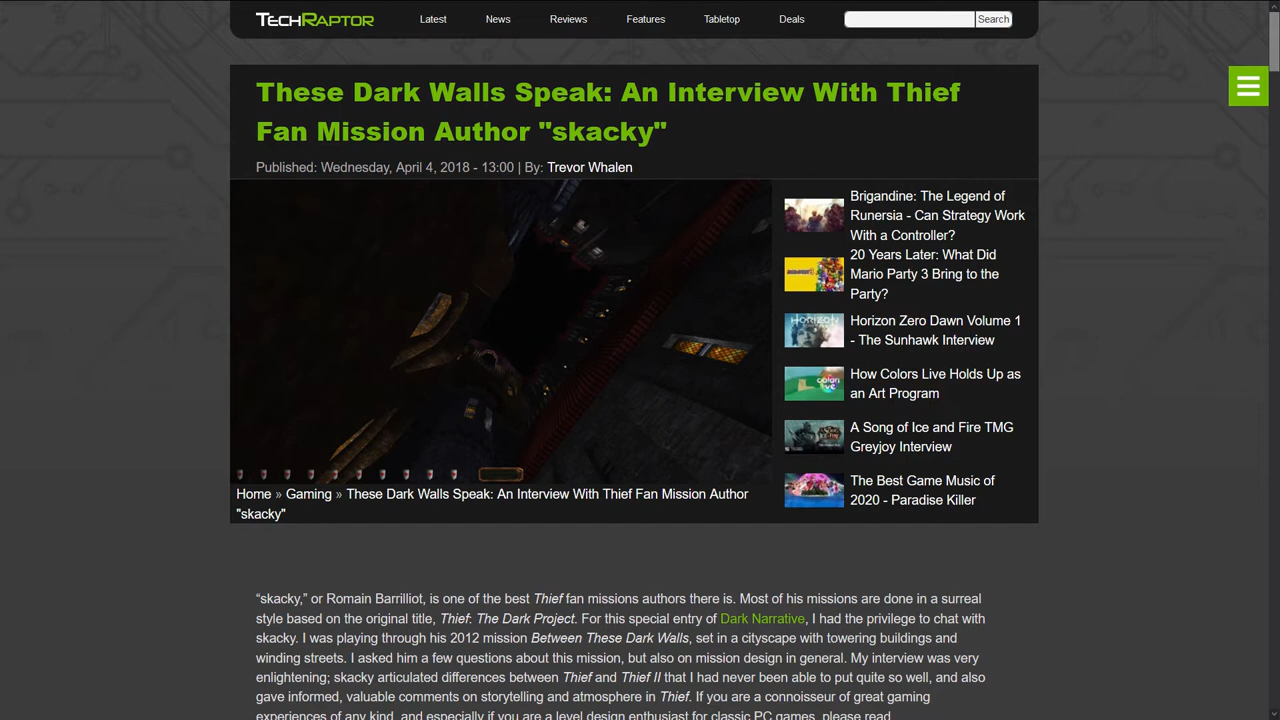 TECHRAPTOR
Latest
News
Reviews
Features
Tabletop
Deals
Search
These Dark Walls Speak: An Interview With Thief
Fan Mission Author "skacky"
Published: Wednesday, April 4, 2018 - 13:00 | By: Trevor Whalen
Brigandine: The Legend of
Runersia - Can Strategy Work
With a Controller?
20 Years Later: What Did
Mario Party 3 Bring to the
Party?
HORIZON
Horizon Zero Dawn Volume 1
- The Sunhawk Interview
How Colors Live Holds Up as
an Art Program
A Song of Ice and Fire TMG
Greyjoy Interview
The Best Game Music of
2020 - Paradise Killer
Home » Gaming » These Dark Walls Speak: An Interview With Thief Fan Mission Author
"skacky"
“skacky,” or Romain Barrilliot, is one of the best Thief fan missions authors there is. Most of his missions are done in a surreal
style based on the original title, Thief: The Dark Project. For this special entry of Dark Narrative, I had the privilege to chat with
skacky. I was playing through his 2012 mission Between These Dark Walls, set in a cityscape with towering buildings and
winding streets. I asked him a few questions about this mission, but also on mission design in general. My interview was very
enlightening; skacky articulated differences between Thief and Thief II that I had never been able to put quite so well, and also
gave informed, valuable comments on storytelling and atmosphere in Thief. If you are a connoisseur of great gaming
experiences of any kind, and especially if you are a level design enthusiast for classic PC games, please read